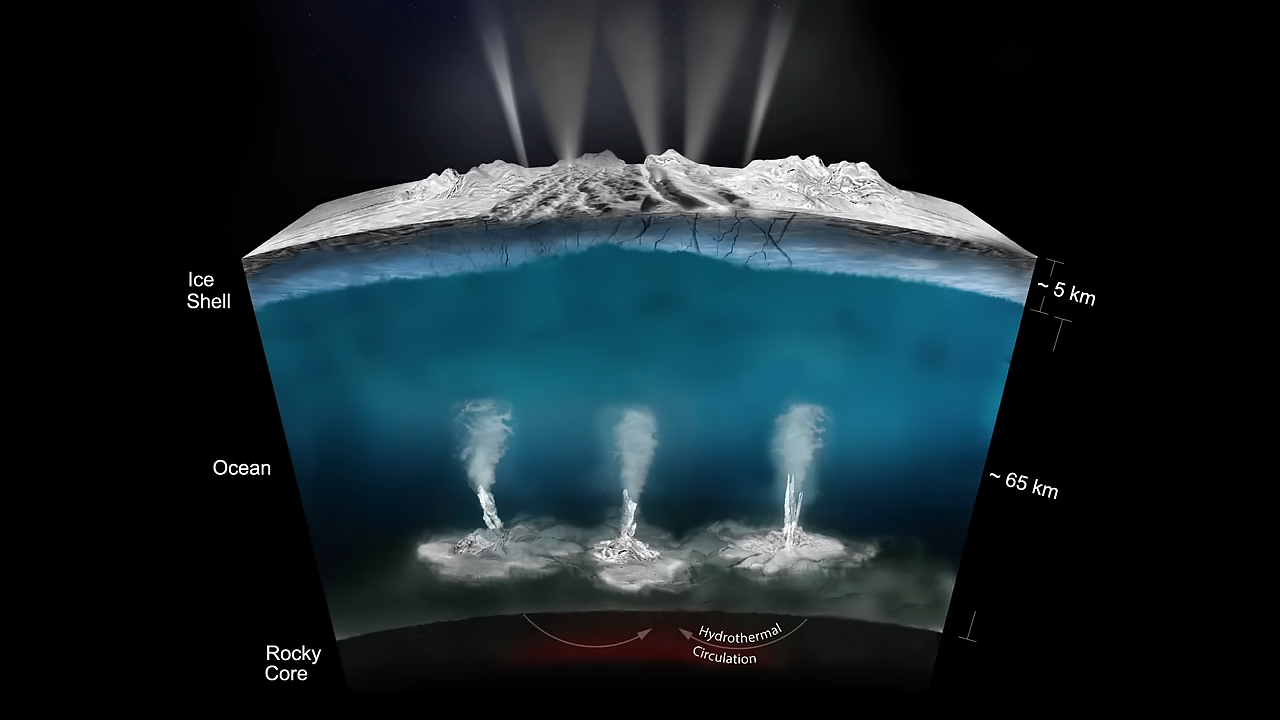 Ice
Shell
~ 5 km
Ocean
~ 65 km
Rocky
Core
Hydrothermal
Circulation